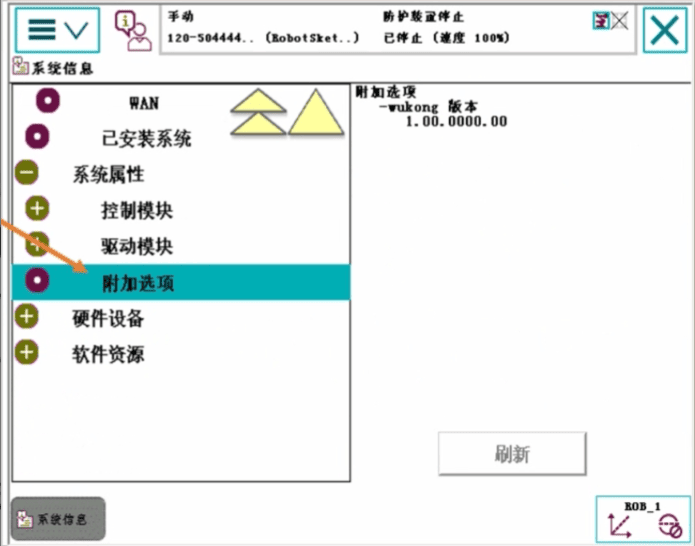 手动
防护装置停止
120-504444.. (RobotSket..)
已停止 (速度 100%)
系统信息
WAN
已安装系统
系统属性
控制模块
驱动模块
附加选项
硬件设备
软件资源
附加选项
-wukong 版本
1.00.0000.00
刷新
系统信息
ROB_1